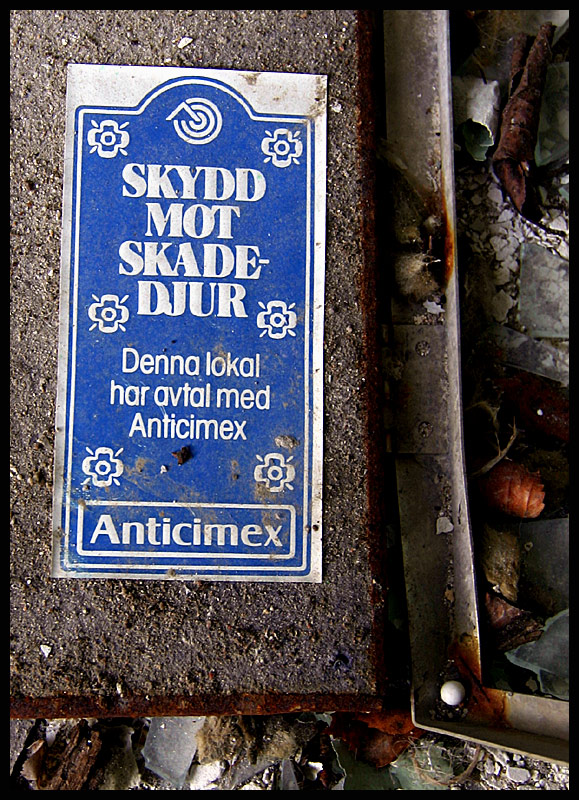 SKYDD
MOT
SKADE-
DJUR
Denna lokal
har avtal med
Anticimex
Anticimex